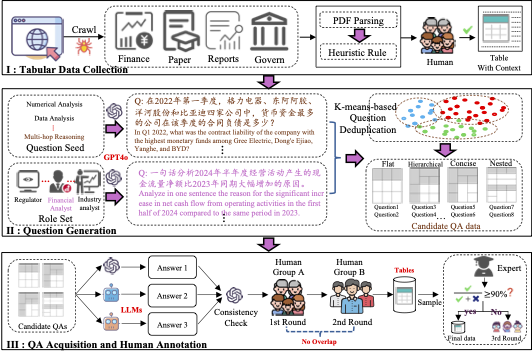 Crawl
Finance
Paper
Reports
Govern
PDF Parsing
Heuristic Rule
Human
Table
With Context
I : Tabular Data Collection
Numerical Analysis
Data Analysis
Multi-hop Reasoning
Question Seed
GPT4o
Regulator
Financial
Analyst
Industry
analyst
Role Set
Q: 在2022年第一季度，格力电器、东阿阿胶、
洋河股份和比亚迪四家公司中，货币资金最多
的公司在该季度的合同负债是多少？
In Q1 2022, what was the contract liability of the company with
the highest monetary funds among Gree Electric, Dong'e Ejiao,
Yanghe, and BYD?
Q: 一句话分析2024年半年度经营活动产生的现
金流量净额比2023年同期大幅增加的原因。
Analyze in one sentence the reason for the significant incr
ease in net cash flow from operating activities in the first
half of 2024 compared to the same period in 2023.
K-means-based
Question
Deduplication
Flat
Hierarchical
Concise
Nested
Question1
Question2
Question3
Question4
Question5
Question6
Question7
Question8
Candidate QA data
II : Question Generation
Candidate QAs
LLMs
Answer 1
Answer 2
Answer 3
Consistency
Check
Human
Group A
1st Round
Human
Group B
2nd Round
No Overlap
Tables
Sample
Expert
≥90%?
yes
No
Final data
3rd Round
III : QA Acquisition and Human Annotation